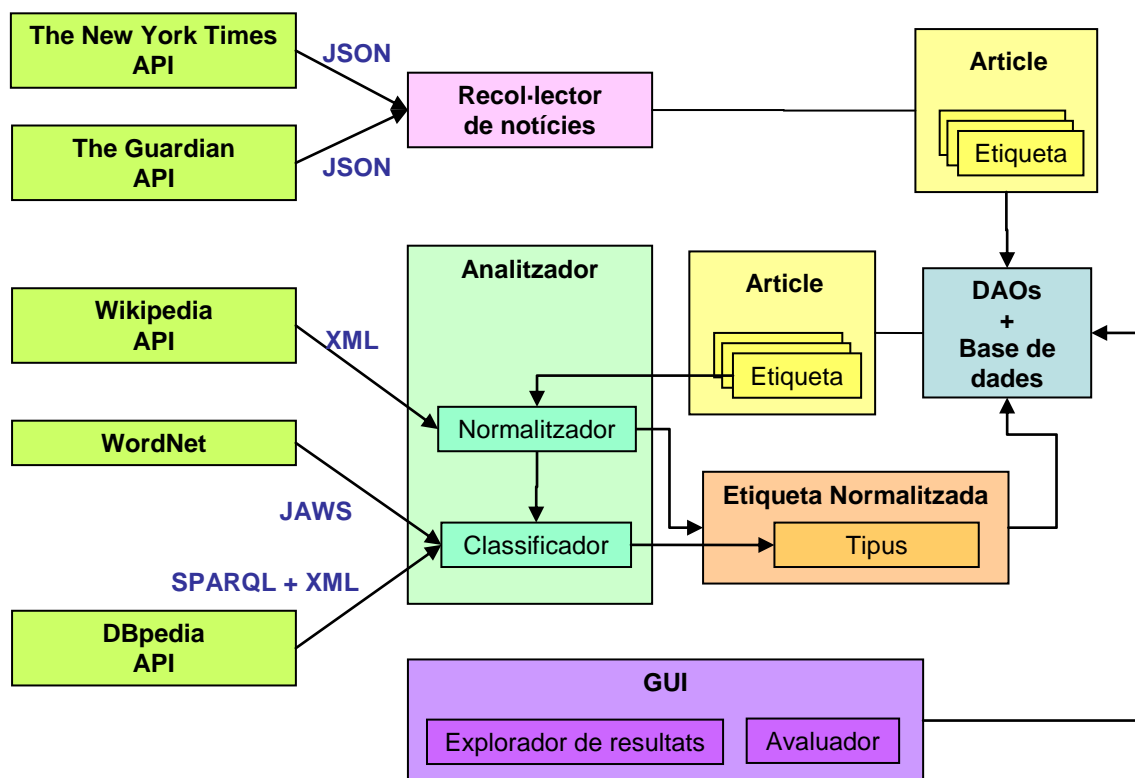 The New York Times
API
JSON
Recol·lector
de notícies
Article
Etiqueta
The Guardian
API
JSON
Analitzador
Article
Etiqueta
DAOs
+
Base de
dades
Wikipedia
API
XML
Normalitzador
WordNet
JAWS
Classificador
Etiqueta Normalitzada
Tipus
SPARQL + XML
DBpedia
API
GUI
Explorador de resultats
Avaluador